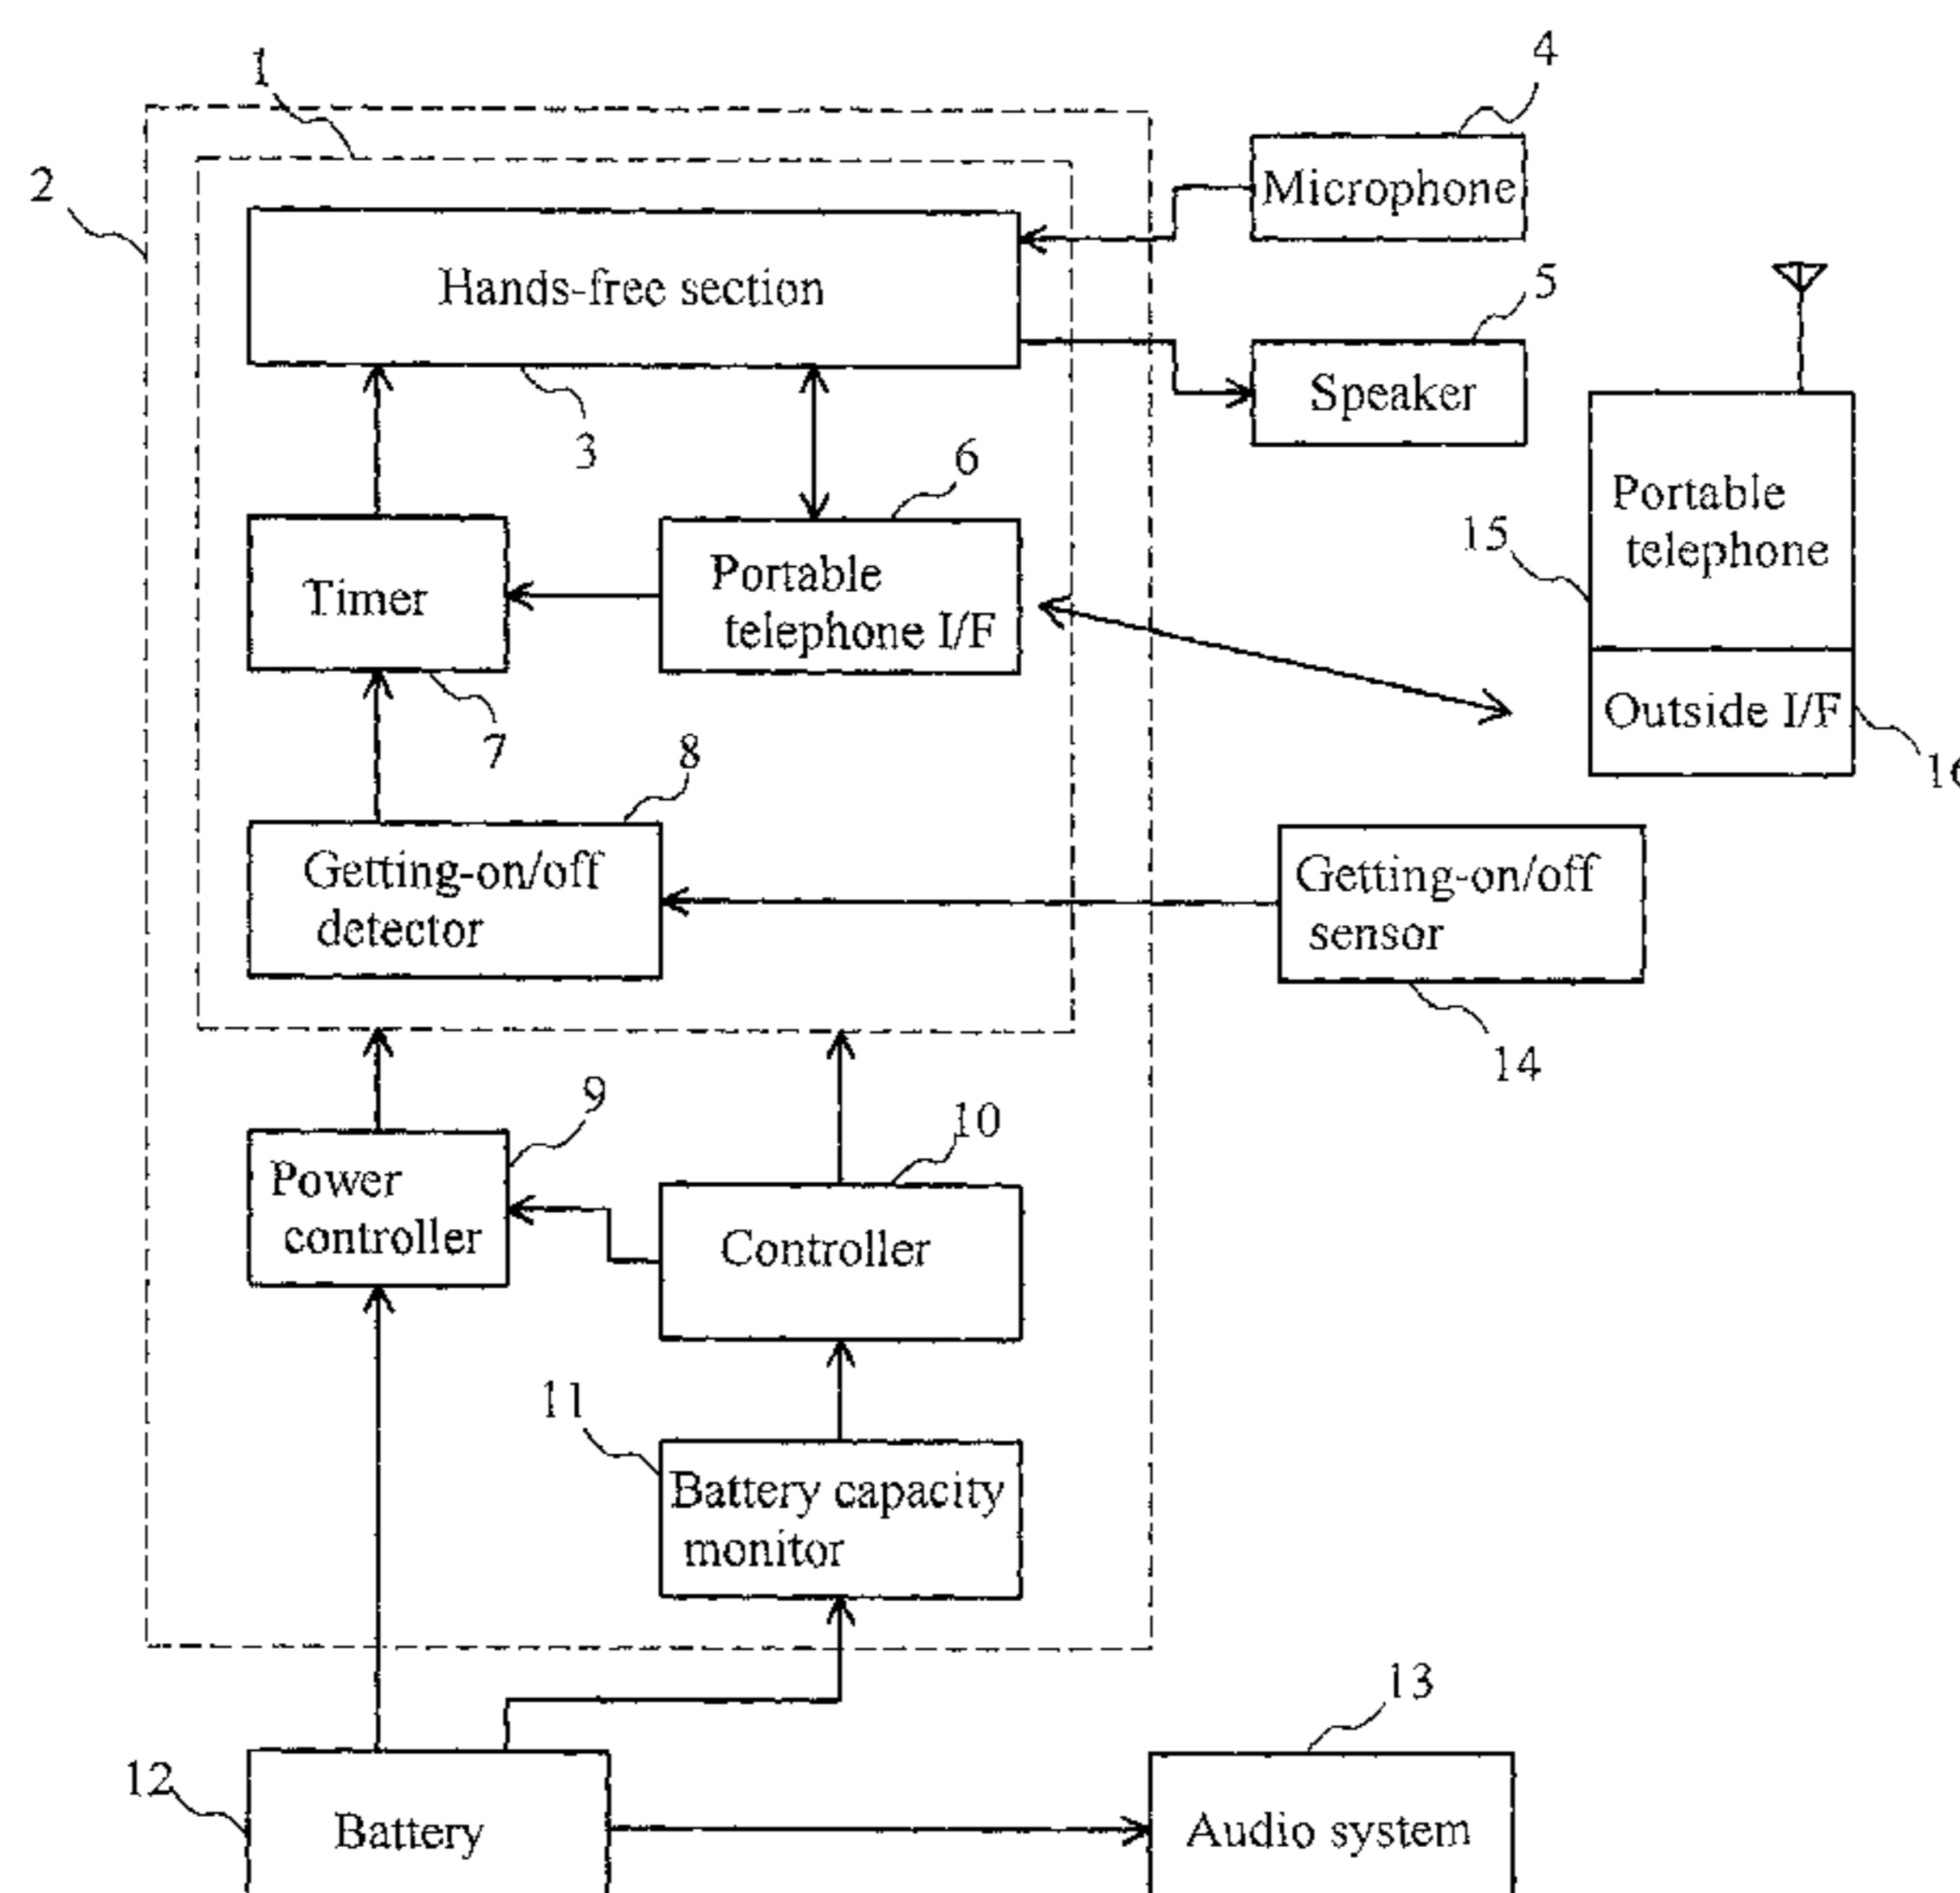 1
4
2
Microphone
Hands-free section
5
Speaker
3
6
Portable
telephone
15
Timer
Portable
telephone I/F
7
Outside I/F
16
8
Getting-on/off
detector
Getting-on/off
sensor
14
9
10
Power
controller
Controller
11
Battery capacity
monitor
13
12
Battery
Audio system